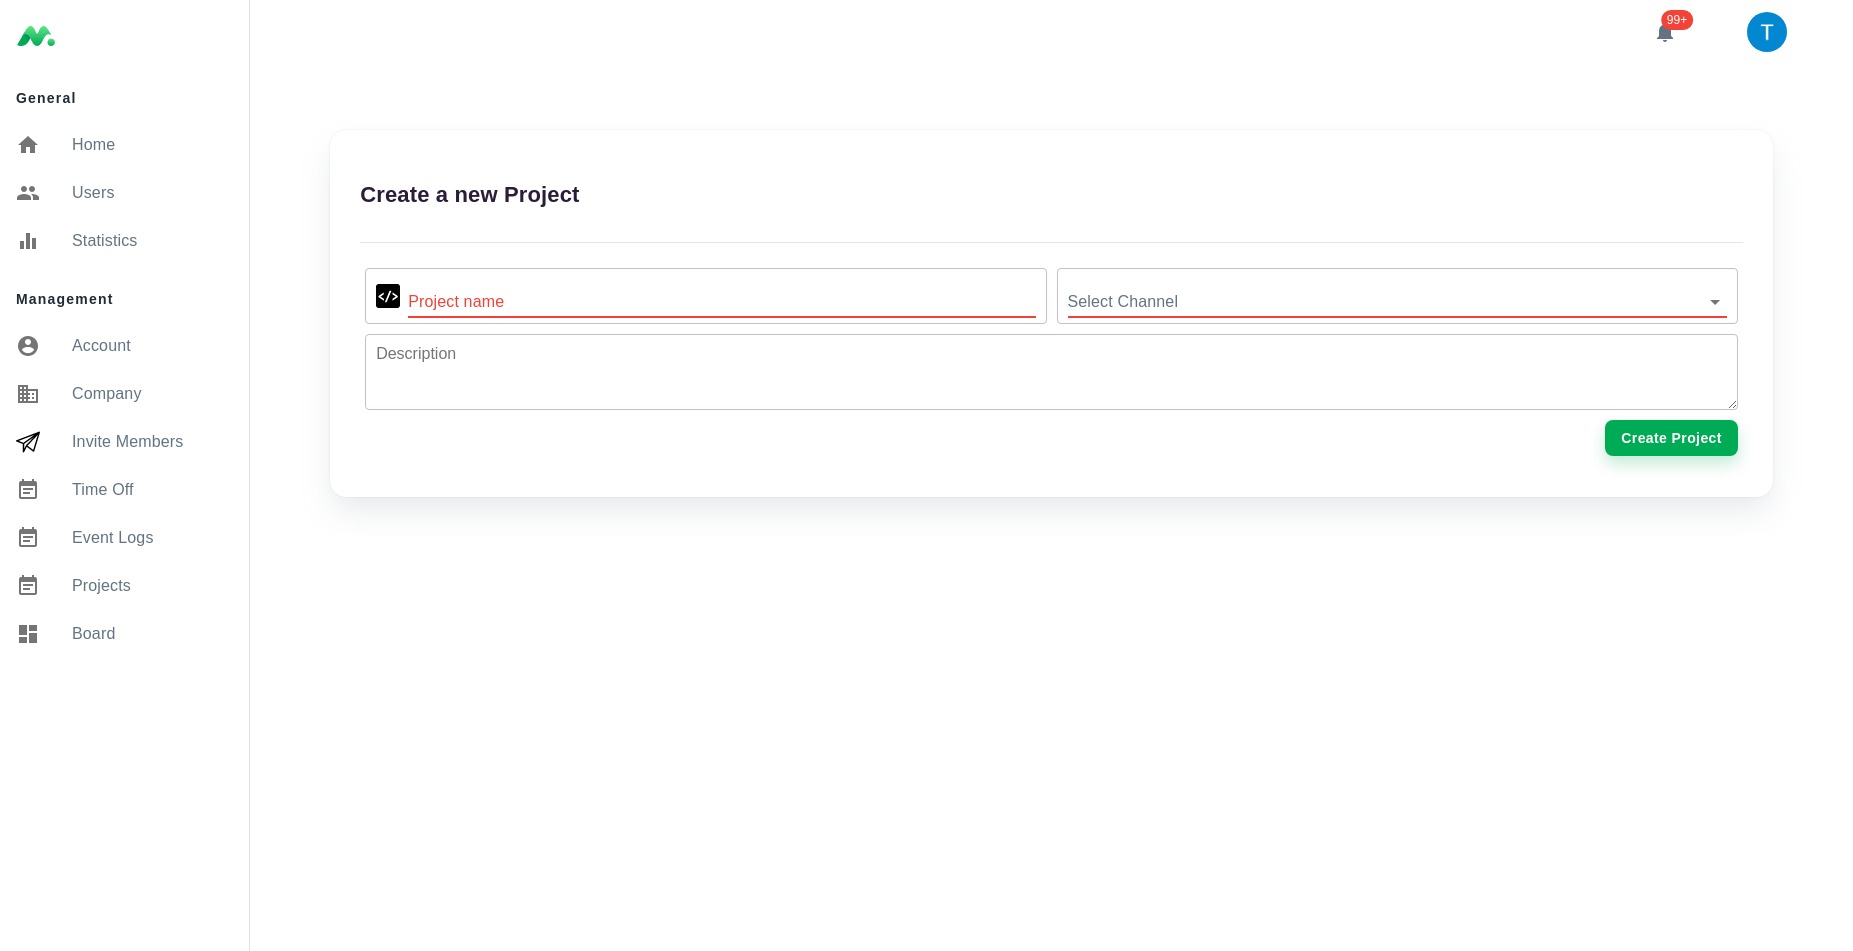 99+
T
General
Home
Users
Statistics
Management
Account
Company
Invite Members
Time Off
Event Logs
Projects
Board
Create a new Project
</> Project name
Select Channel
Description
Create Project